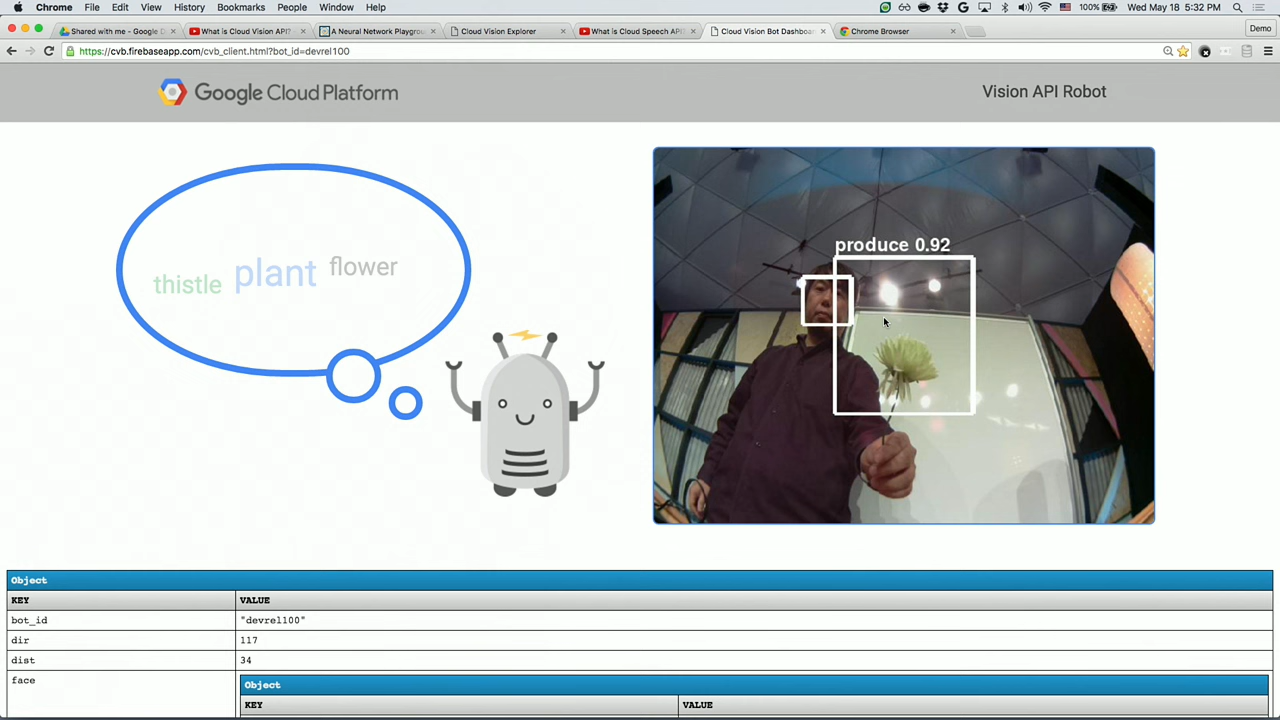 Chrome File Edit View History Bookmarks People Window Help 100% Wed May 18 5:32 PM
Shared with me - Google D What is Cloud Vision API? A Neural Network Playgrou Cloud Vision Explorer What is Cloud Speech API Cloud Vision Bot Dashboa Chrome Browser Demo
https://cvb.firebaseapp.com/cvb_client.html?bot_id=devrel100
Google Cloud Platform Vision API Robot
produce 0.92
thistle plant flower
Object
KEY VALUE
bot_id "devrel100"
dir 117
dist 34
face Object
KEY VALUE